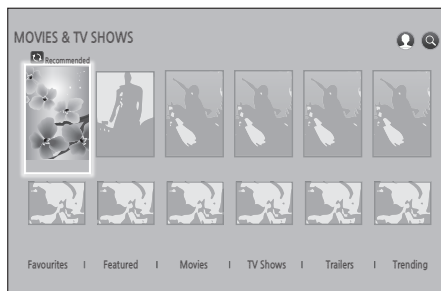 MOVIES & TV SHOWS
Recommended
Favourites I Featured I Movies I TV Shows I Trailers I Trending